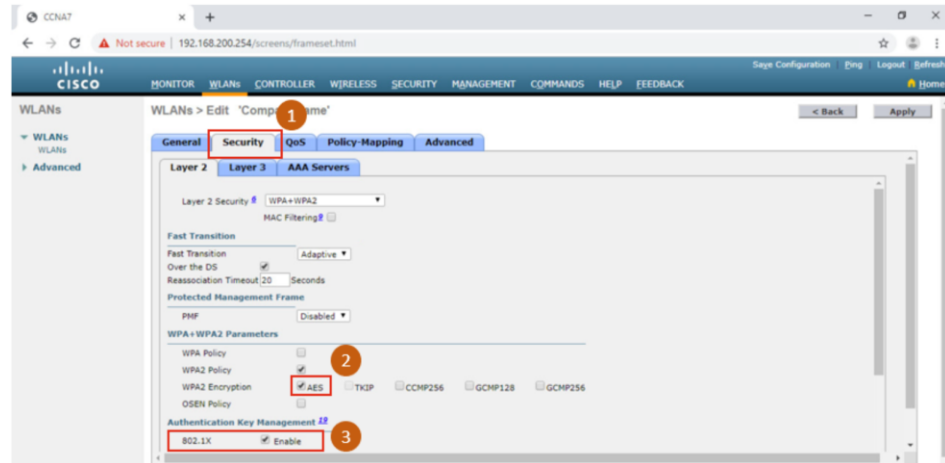 CCNA7
Not secure | 192.168.200.254/screens/frameset.html
Save Configuration Ping Logout Refresh
CISCO
MONITOR WLANs CONTROLLER WIRELESS SECURITY MANAGEMENT COMMANDS HELP FEEDBACK
Home
WLANs
WLANs > Edit 'Compa
1
< Back Apply
WLANs
WLANs
Advanced
General Security QoS Policy-Mapping Advanced
Layer 2 Layer 3 AAA Servers
Layer 2 Security 6 WPA+WPA2
MAC Filtering 9
Fast Transition
Fast Transition Adaptive
Over the DS
Reassociation Timeout 20 Seconds
Protected Management Frame
PMF Disabled
WPA+WPA2 Parameters
WPA Policy
2
WPA2 Policy
WPA2 Encryption AES TKIP CCMP256 GCMP128 GCMP256
OSEN Policy
Authentication Key Management 19
802.1X Enable
3